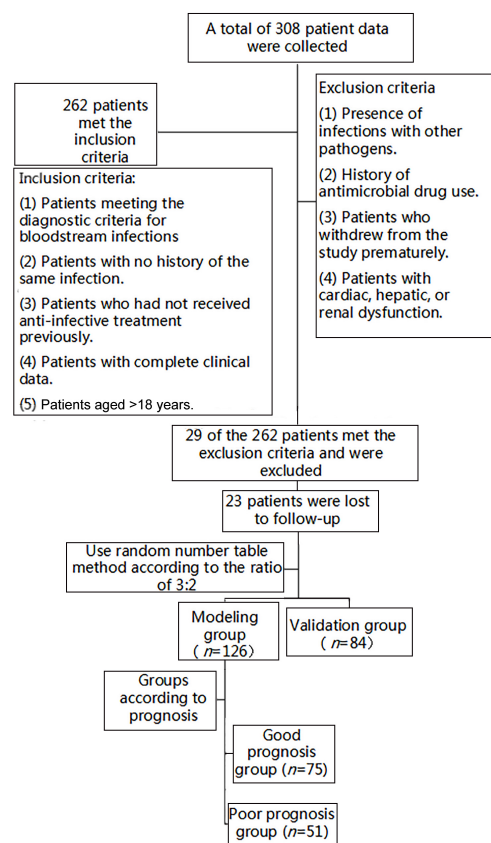 A total of 308 patient data
were collected
262 patients
met the
inclusion
criteria
Exclusion criteria
(1) Presence of
infections with other
pathogens.
(2) History of
antimicrobial drug use.
(3) Patients who
withdrew from the
study prematurely.
(4) Patients with
cardiac, hepatic, or
renal dysfunction.
Inclusion criteria:
(1) Patients meeting the
diagnostic criteria for
bloodstream infections
(2) Patients with no history of the
same infection.
(3) Patients who had not received
anti-infective treatment
previously.
(4) Patients with complete clinical
data.
(5) Patients aged >18 years.
29 of the 262 patients met the
exclusion criteria and were
excluded
23 patients were lost
to follow-up
Use random number table
method according to the ratio
of 3:2
Modeling
group
( n=126)
Validation group
( n=84)
Groups
according to
prognosis
Good
prognosis
group (n=75)
Poor prognosis
group (n=51)